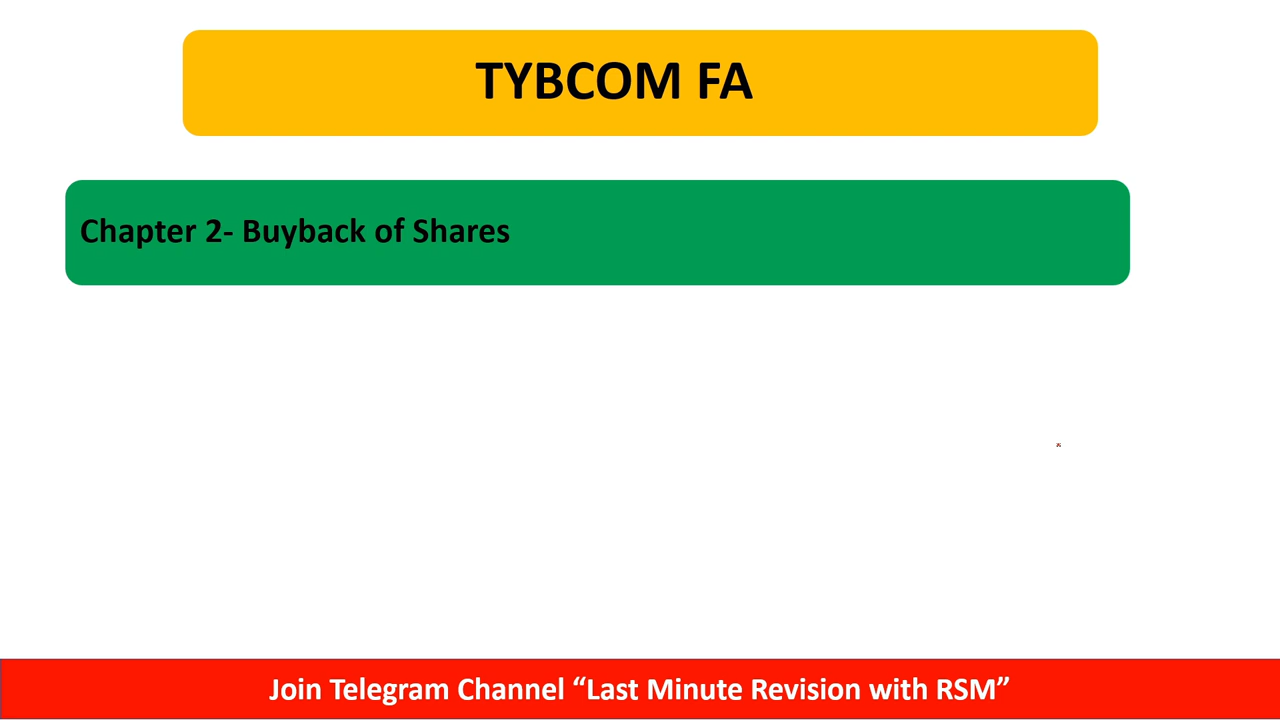 TYBCOM FA
Chapter 2- Buyback of Shares
Join Telegram Channel “Last Minute Revision with RSM”